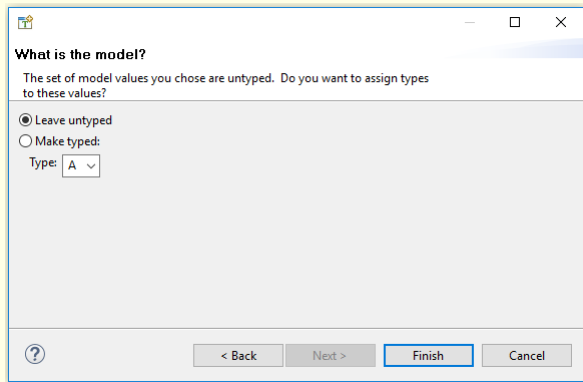 What is the model?
The set of model values you chose are untyped. Do you want to assign types
to these values?
Leave untyped
Make typed:
Type: A
? < Back Next > Finish Cancel